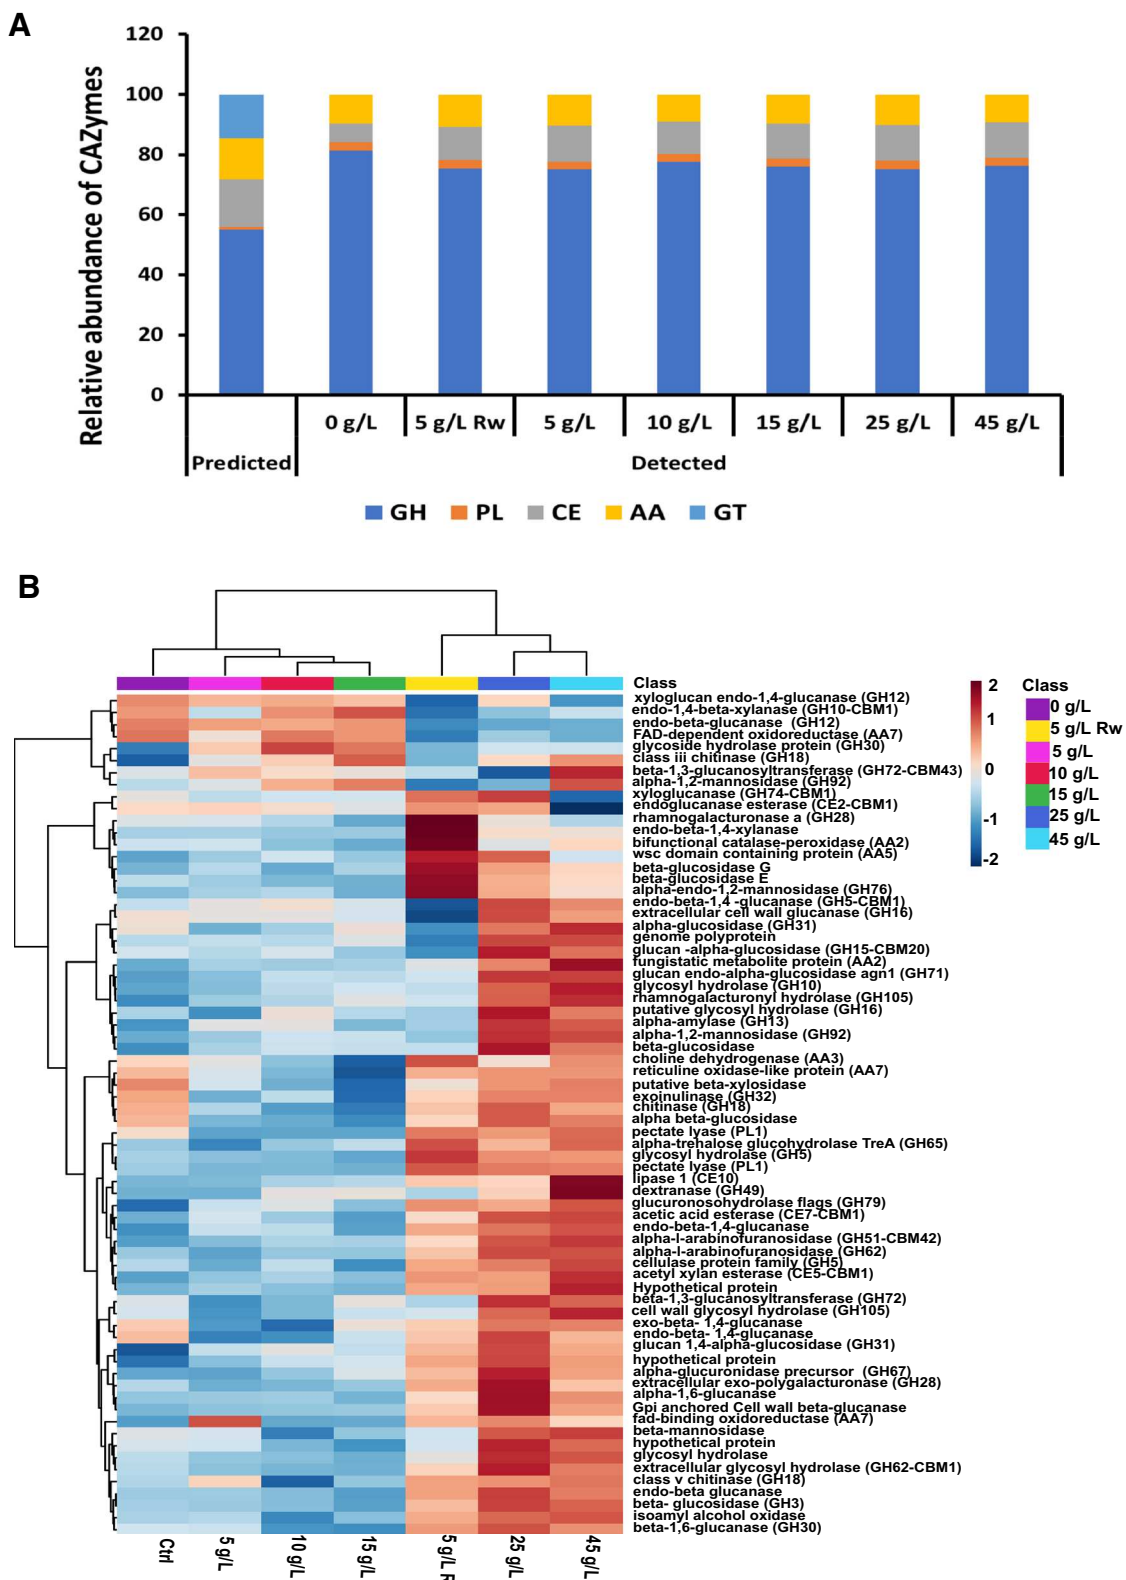 A
Relative abundance of CAZymes
120
100
80
60
40
20
0
0 g/L
5 g/L Rw
5 g/L
10 g/L
15 g/L
25 g/L
45 g/L
Predicted
Detected
GH
PL
CE
AA
GT
B
Class
xyloglucan endo-1,4-glucanase (GH12)
endo-1,4-beta-xylanase (GH10-CBM1)
endo-beta-glucanase (GH12)
FAD-dependent oxidoreductase (AA7)
glycoside hydrolase protein (GH30)
class iii chitinase (GH18)
beta-1,3-glucanosyltransferase (GH72-CBM43)
alpha-1,2-mannosidase (GH92)
xyloglucanase (GH74-CBM1)
endoglucanase esterase (CE2-CBM1)
rhamnogalacturonase a (GH28)
endo-beta-1,4-xylanase
bifunctional catalase-peroxidase (AA2)
wsc domain containing protein (AA5)
beta-glucosidase G
beta-glucosidase E
alpha-endo-1,2-mannosidase (GH76)
endo-beta-1,4 -glucanase (GH5-CBM1)
extracellular cell wall glucanase (GH16)
alpha-glucosidase (GH31)
genome polyprotein
glucan -alpha-glucosidase (GH15-CBM20)
fungistatic metabolite protein (AA2)
glucan endo-alpha-glucosidase agn1 (GH71)
glycosyl hydrolase (GH10)
rhamnogalacturonyl hydrolase (GH105)
putative glycosyl hydrolase (GH16)
alpha-amylase (GH13)
alpha-1,2-mannosidase (GH92)
beta-glucosidase
choline dehydrogenase (AA3)
reticuline oxidase-like protein (AA7)
putative beta-xylosidase
exoinulinase (GH32)
chitinase (GH18)
alpha beta-glucosidase
pectate lyase (PL1)
alpha-trehalose glucohydrolase TreA (GH65)
glycosyl hydrolase (GH5)
pectate lyase (PL1)
lipase 1 (CE10)
dextranase (GH49)
glucuronosohydrolase flags (GH79)
acetic acid esterase (CE7-CBM1)
endo-beta-1,4-glucanase
alpha-l-arabinofuranosidase (GH51-CBM42)
alpha-l-arabinofuranosidase (GH62)
cellulase protein family (GH5)
acetyl xylan esterase (CE5-CBM1)
Hypothetical protein
beta-1,3-glucanosyltransferase (GH72)
cell wall glycosyl hydrolase (GH105)
exo-beta- 1,4-glucanase
endo-beta- 1,4-glucanase
glucan 1,4-alpha-glucosidase (GH31)
hypothetical protein
alpha-glucuronidase precursor (GH67)
extracellular exo-polygalacturonase (GH28)
alpha-1,6-glucanase
Gpi anchored Cell wall beta-glucanase
fad-binding oxidoreductase (AA7)
beta-mannosidase
hypothetical protein
glycosyl hydrolase
extracellular glycosyl hydrolase (GH62-CBM1)
class v chitinase (GH18)
endo-beta glucanase
beta- glucosidase (GH3)
isoamyl alcohol oxidase
beta-1,6-glucanase (GH30)
Ctrl
5 g/L
10 g/L
15 g/L
5 g/L
25 g/L
45 g/L
2
1
0
-1
-2
Class
0 g/L
5 g/L Rw
5 g/L
10 g/L
15 g/L
25 g/L
45 g/L